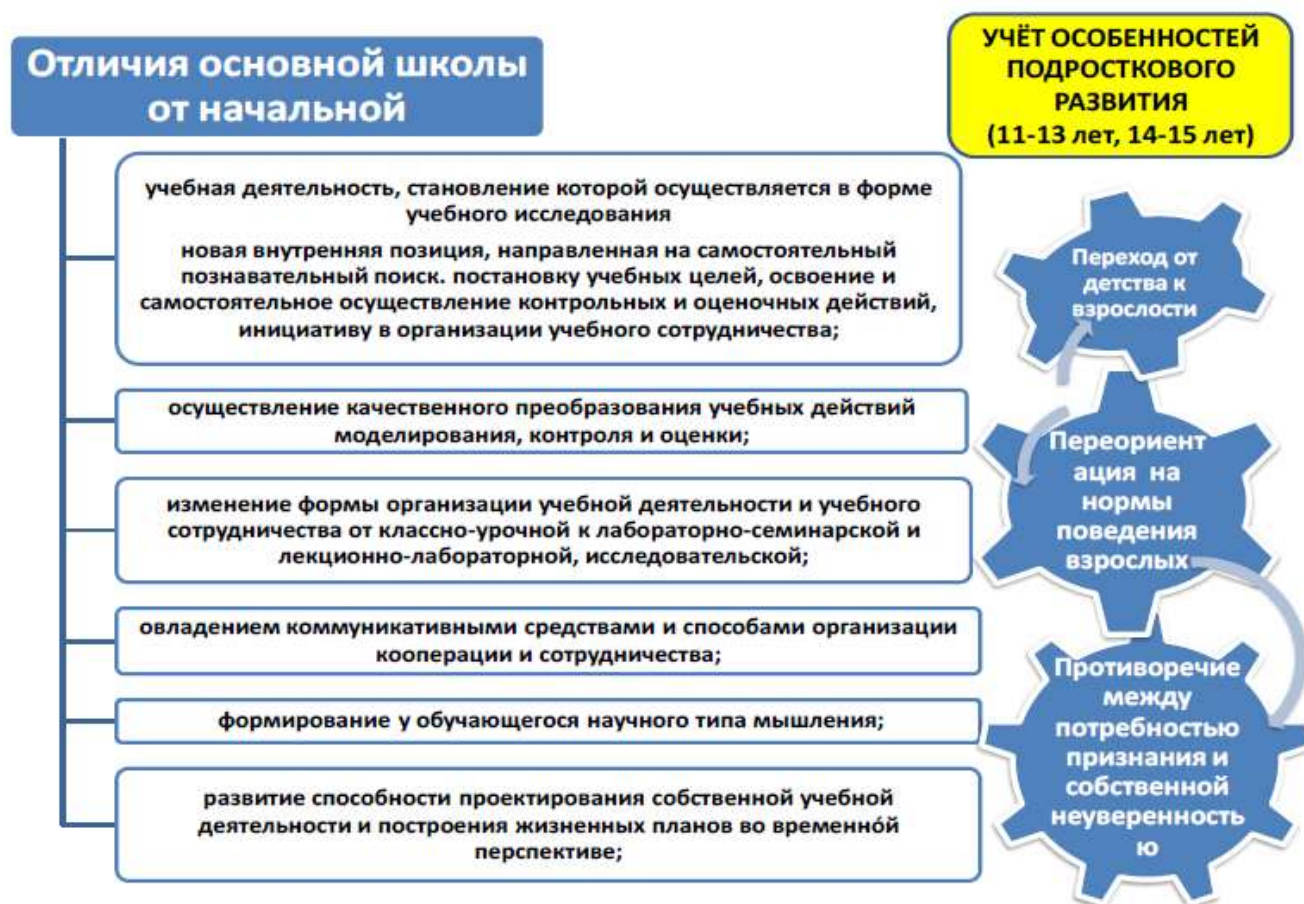 Отличия основной школы
от начальной
учебная деятельность, становление которой осуществляется в форме
учебного исследования
новая внутренняя позиция, направленная на самостоятельный
познавательный поиск. постановку учебных целей, освоение и
самостоятельное осуществление контрольных и оценочных действий,
инициативу в организации учебного сотрудничества;
осуществление качественного преобразования учебных действий
моделирования, контроля и оценки;
изменение формы организации учебной деятельности и учебного
сотрудничества от классно-урочной к лабораторно-семинарской и
лекционно-лабораторной, исследовательской;
овладением коммуникативными средствами и способами организации
кооперации и сотрудничества;
формирование у обучающегося научного типа мышления;
развитие способности проектирования собственной учебной
деятельности и построения жизненных планов во временно́й
перспективе;
УЧЁТ ОСОБЕННОСТЕЙ
ПОДРОСТКОВОГО
РАЗВИТИЯ
(11-13 лет, 14-15 лет)
Переход от
детства к
взрослости
Переориент
ация на
нормы
поведения
взрослых
Противоречие
между
потребностью
признания и
собственной
неуверенность
ю